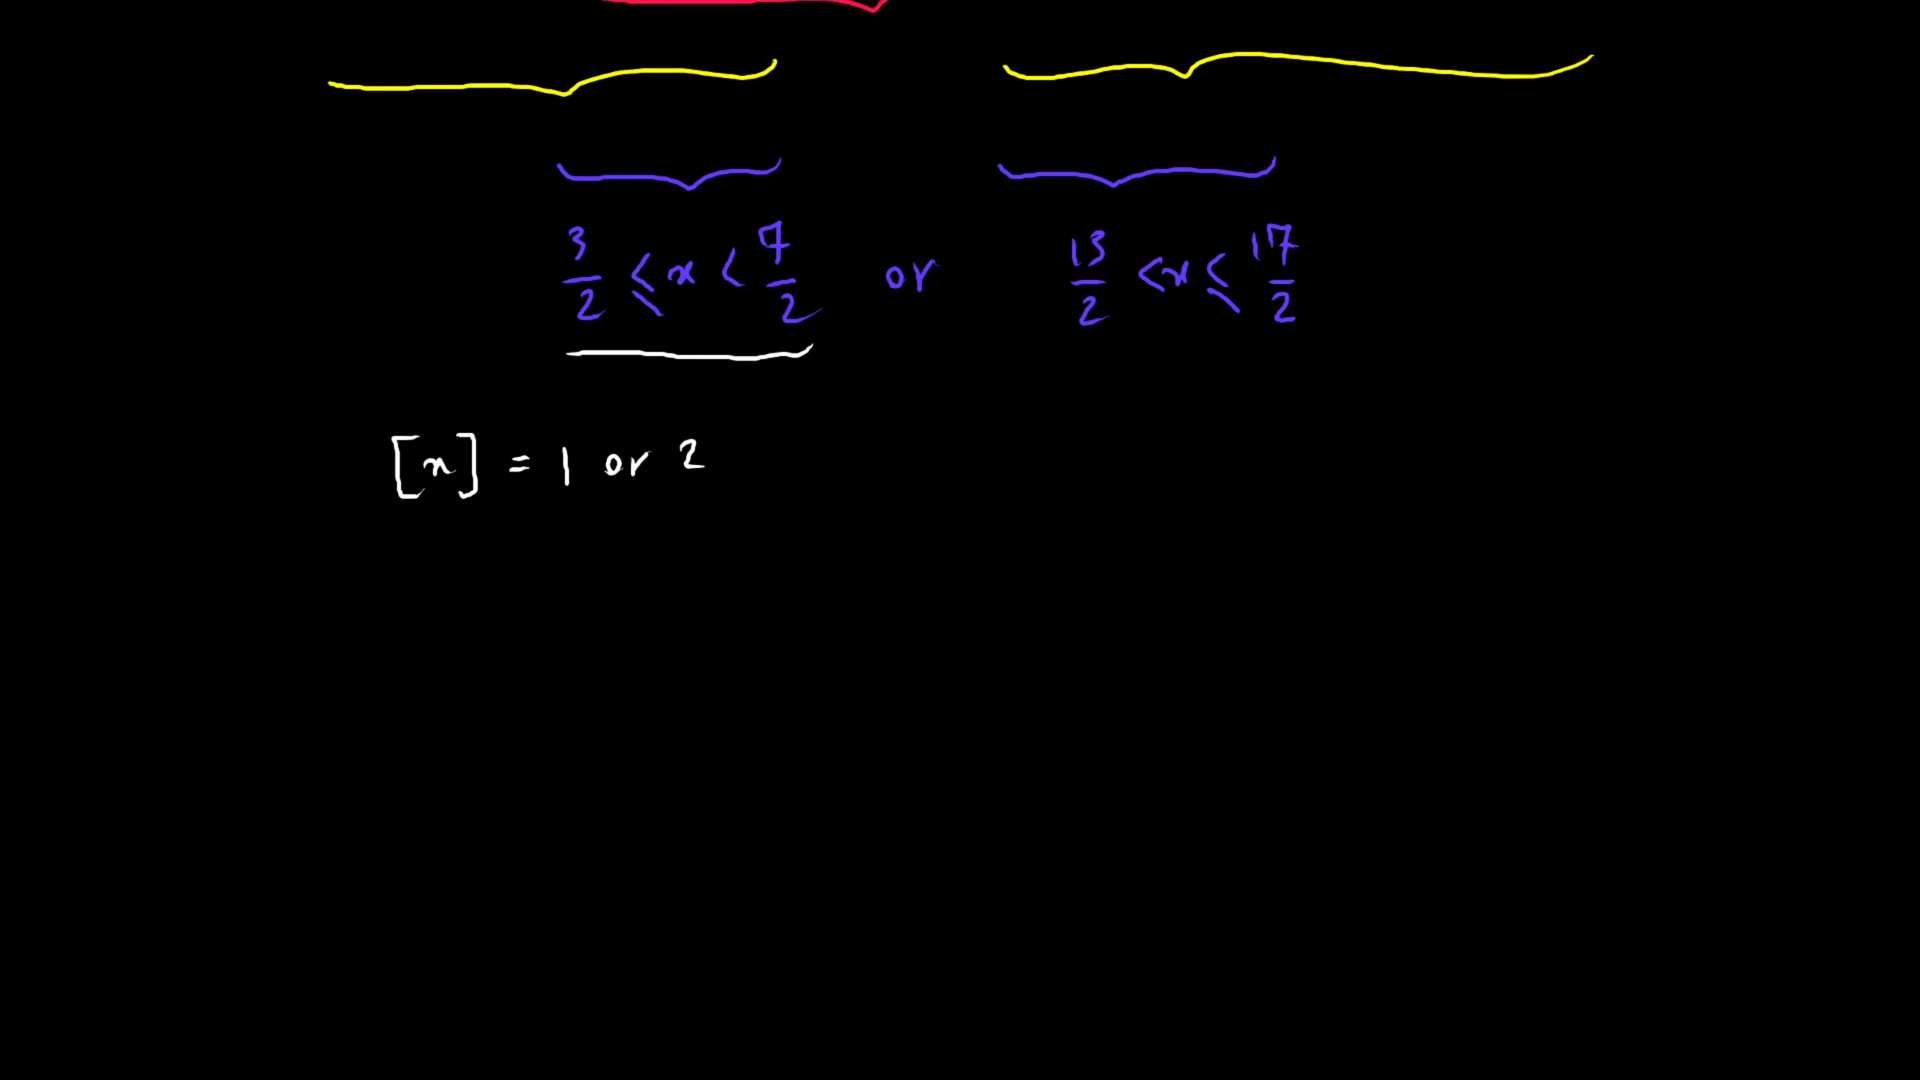 3/2 ≤ x < 7/2 or 13/2 < x ≤ 17/2
[x] = 1 or 2